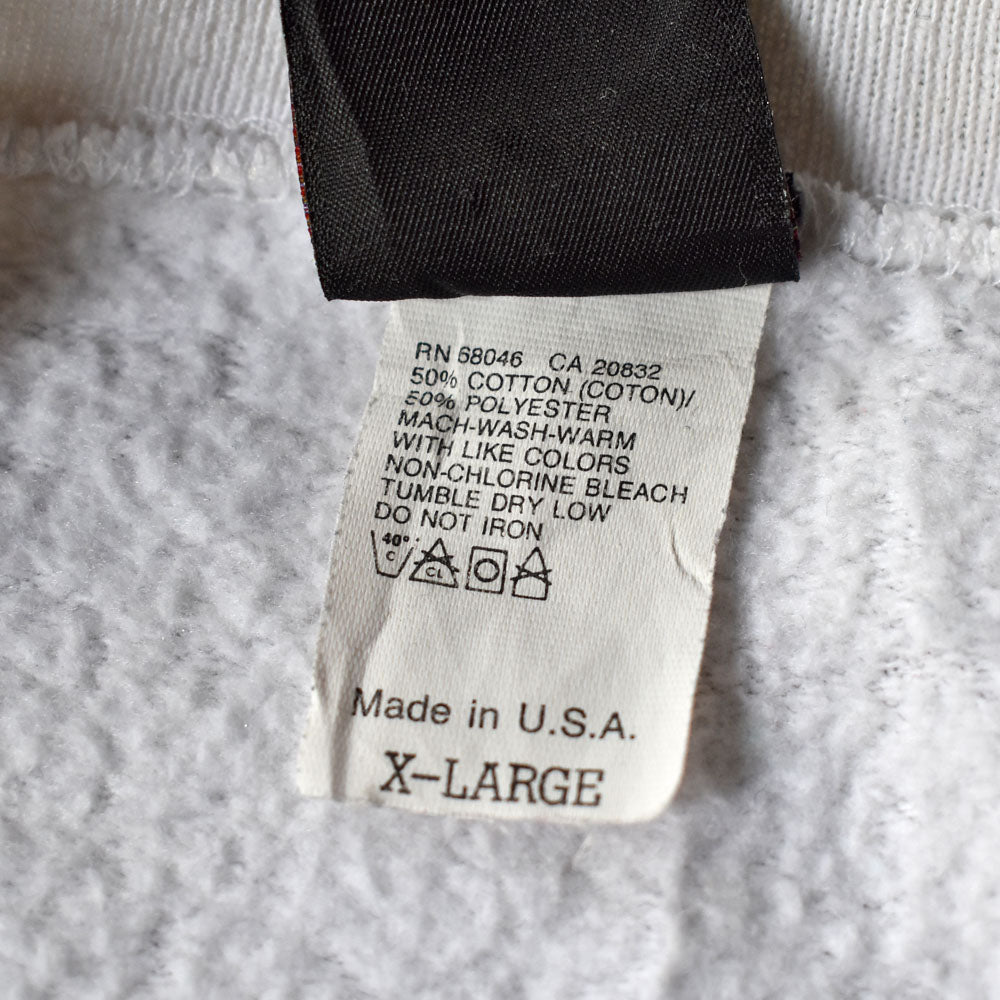 RN 68046 CA 20832
50% COTTON (COTON)/
50% POLYESTER
MACH-WASH-WARM
WITH LIKE COLORS
NON-CHLORINE BLEACH
TUMBLE DRY LOW
DO NOT IRON
40° C CL
Made in U.S.A.
X-LARGE